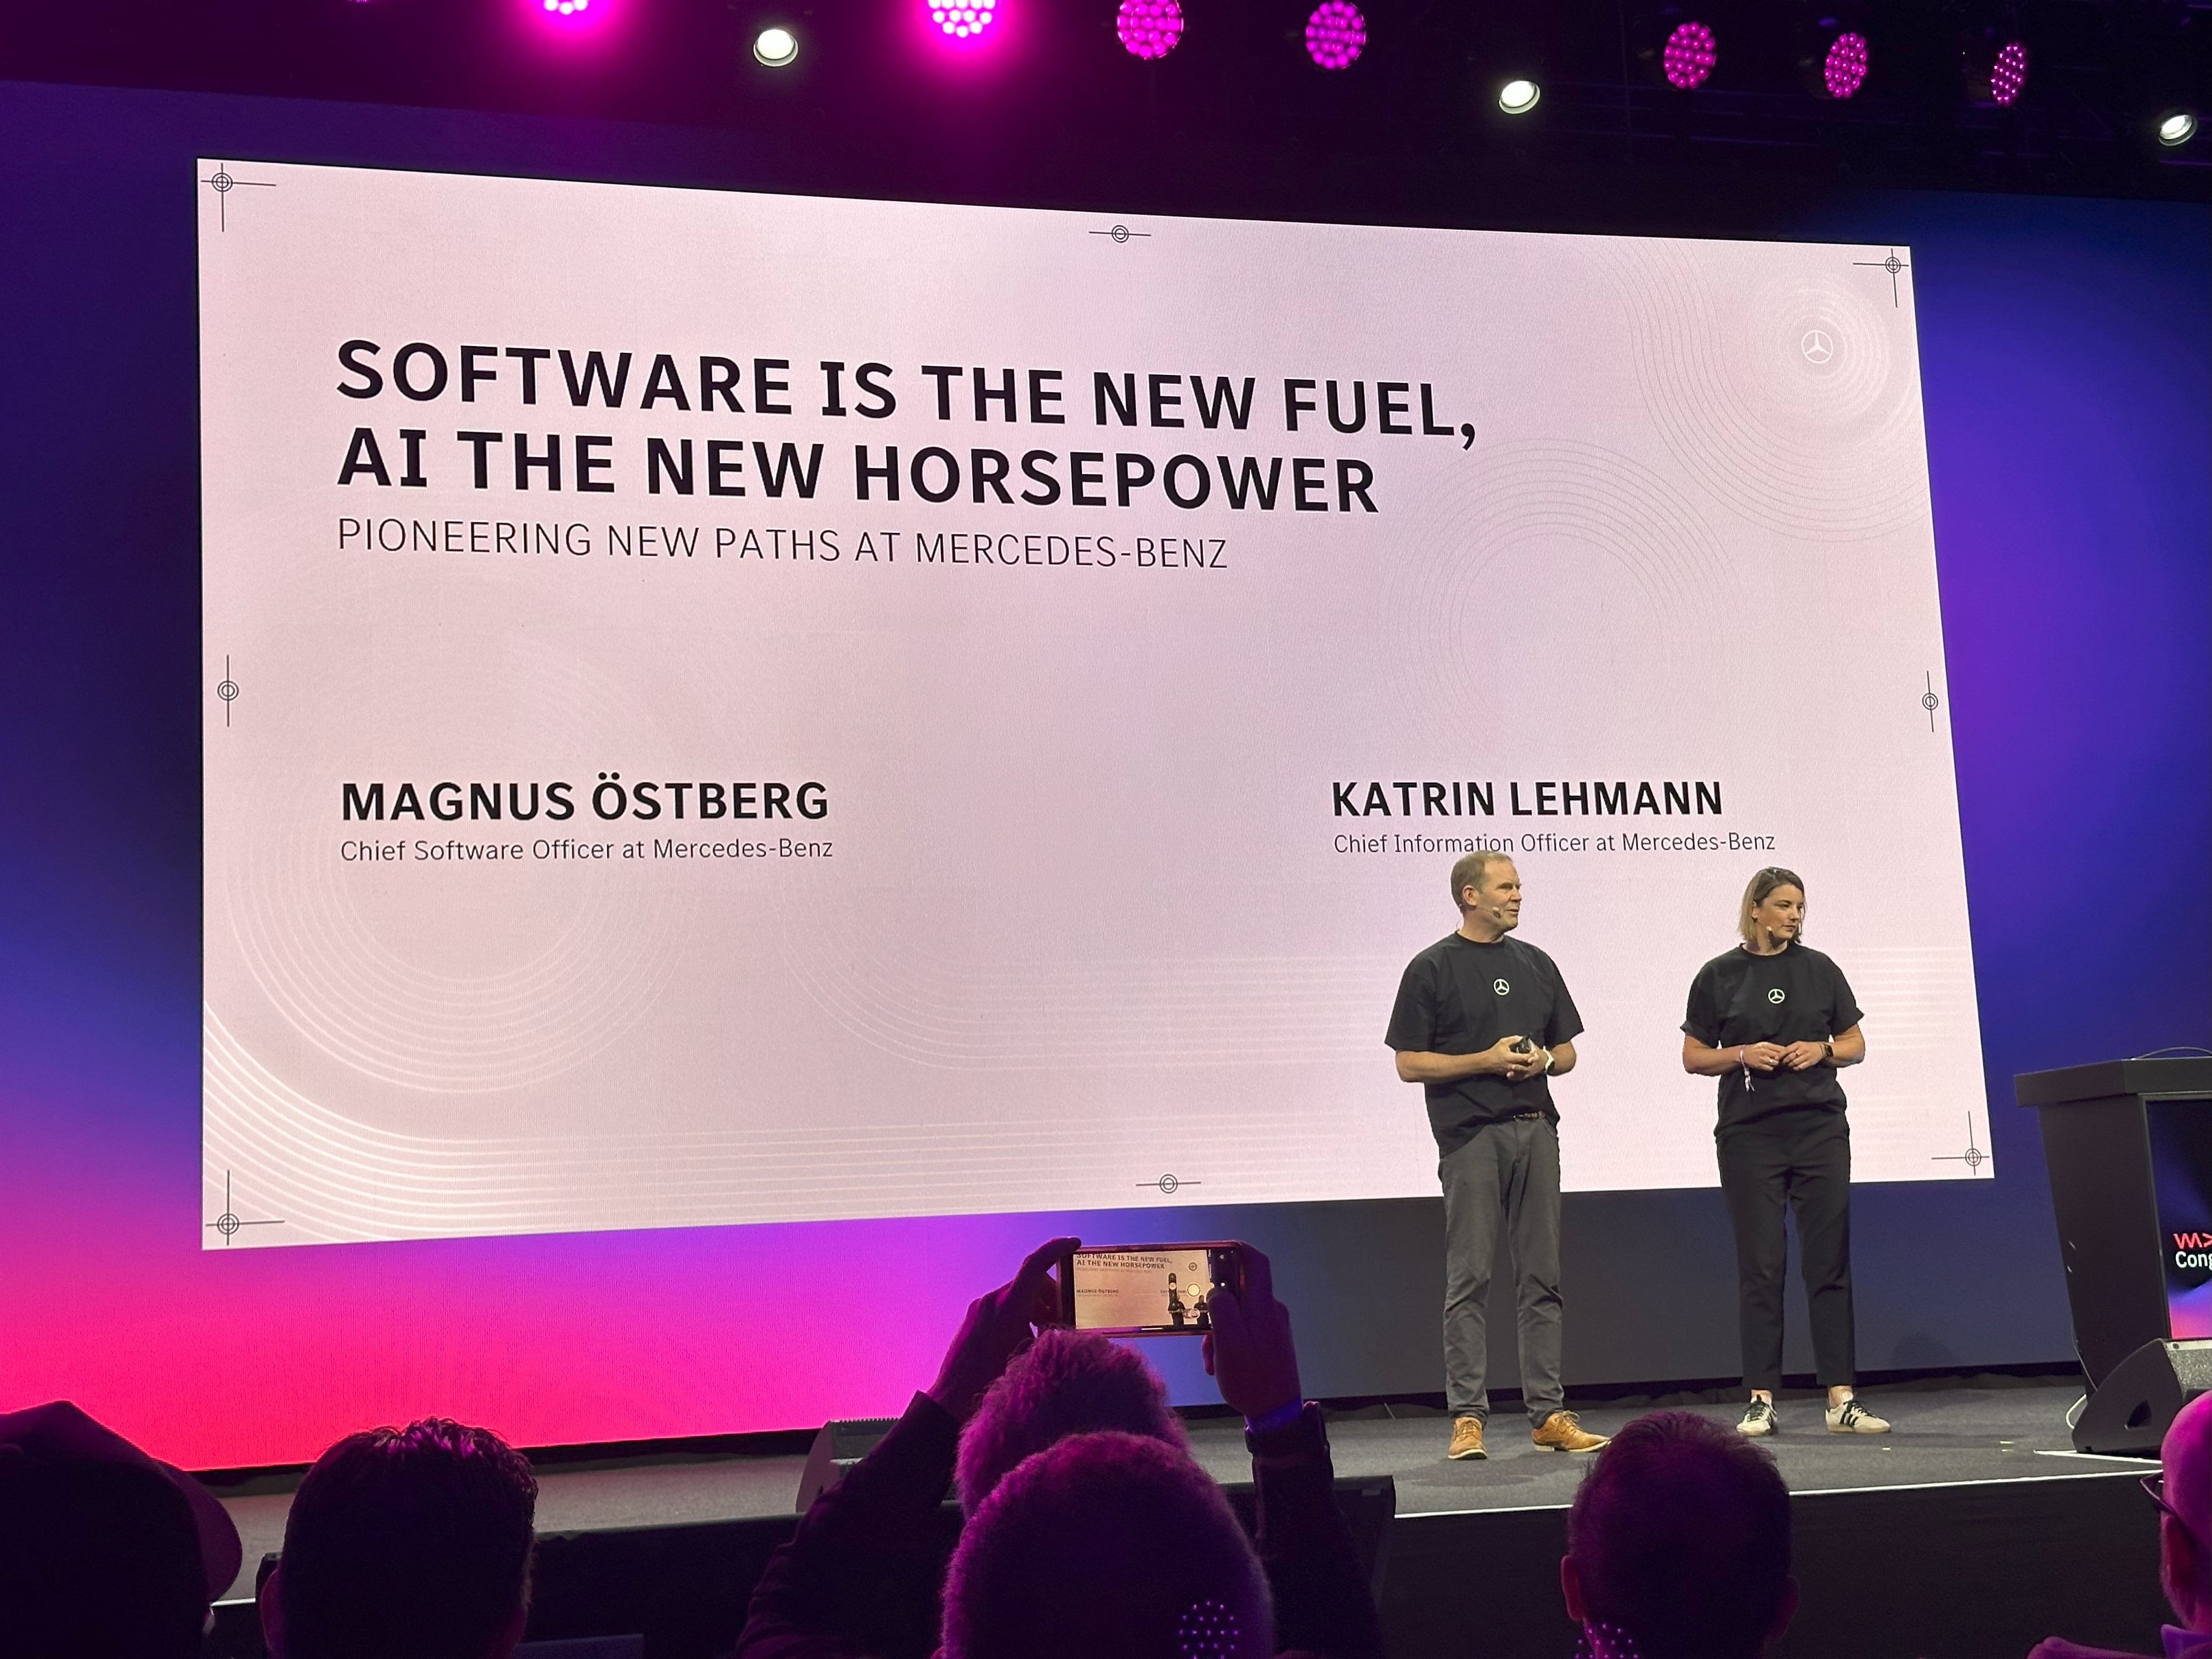 SOFTWARE IS THE NEW FUEL,
AI THE NEW HORSEPOWER
PIONEERING NEW PATHS AT MERCEDES-BENZ
MAGNUS ÖSTBERG
Chief Software Officer at Mercedes-Benz
KATRIN LEHMANN
Chief Information Officer at Mercedes-Benz
SOFTWARE IS THE NEW FUEL,
AI THE NEW HORSEPOWER
MAGNUS ÖSTBERG
Cong